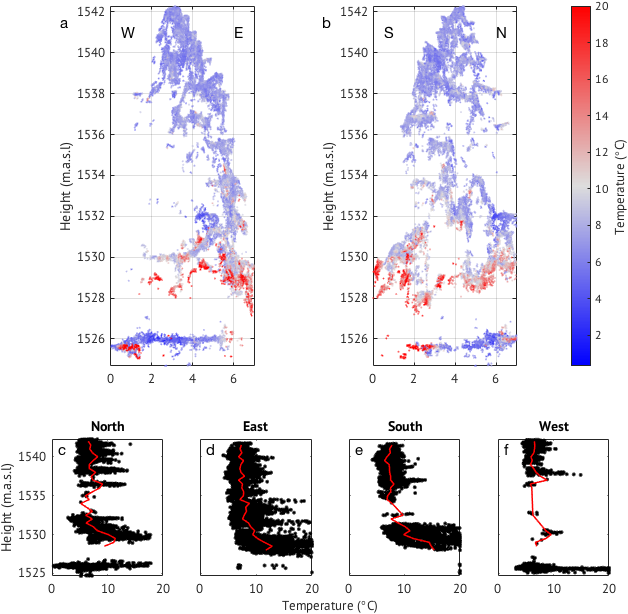 a
W
E
Height (m.a.s.l)
1542
1540
1538
1536
1534
1532
1530
1528
1526
0 2 4 6
b
S
N
Height (m.a.s.l)
1542
1540
1538
1536
1534
1532
1530
1528
1526
0 2 4 6
20
18
16
14
12
10
8
6
4
2
Temperature (°C)
North East South West
c d e f
Height (m.a.s.l)
1540
1535
1530
1525
0 10 20 0 10 20 0 10 20 0 10 20
Temperature (°C)